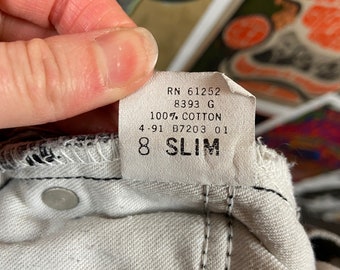 RN 61252
8393 G
100% COTTON
4-91 B7203 01
8 SLIM